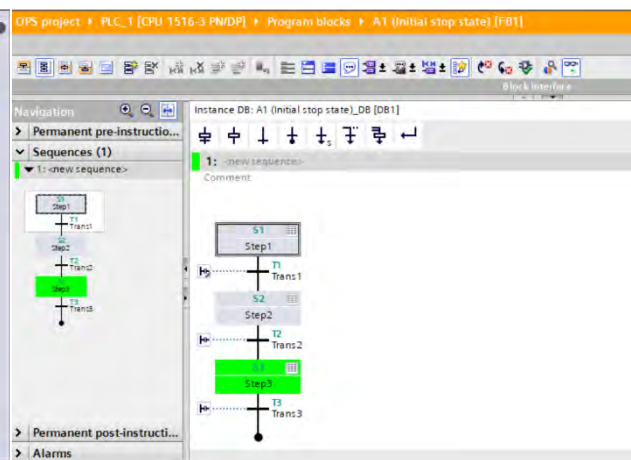 OPS project ▸ PLC_1 [CPU 1516-3 PN/DP] ▸ Program blocks ▸ A1 (Initial stop state) [FB1]
Block interface
Navigation
Instance DB: A1 (Initial stop state)_DB [DB1]
Permanent pre-instructio...
Sequences (1)
1: <new sequence>
1: <new sequence>
Comment
S1
Step1
T1
Trans1
S2
Step2
T2
Trans2
Step3
T3
Trans3
S1
Step1
T1
Trans1
S2
Step2
T2
Trans2
S3
Step3
T3
Trans3
Permanent post-instructi...
Alarms